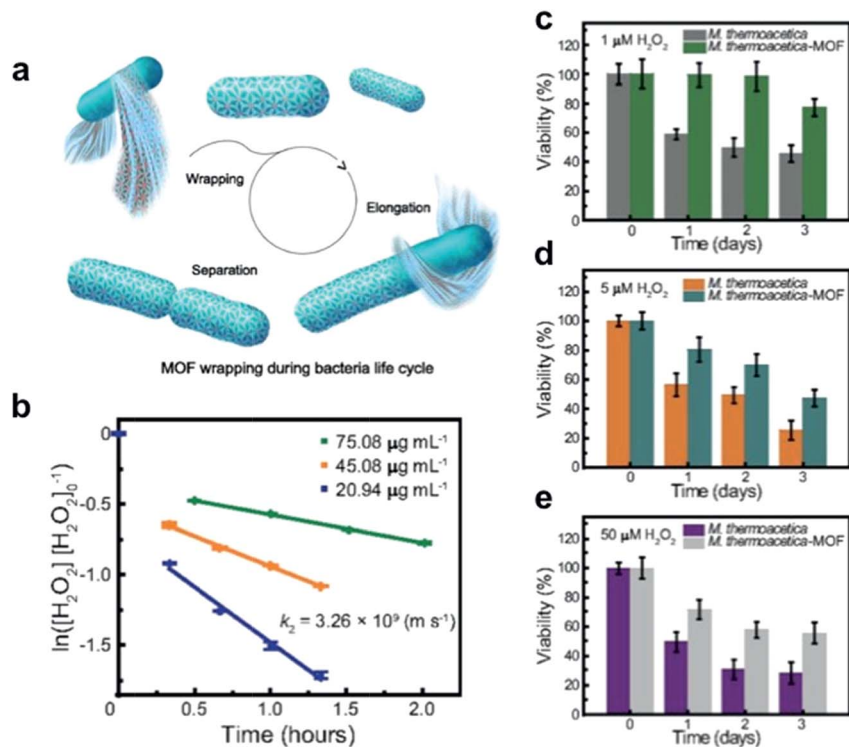 a
Wrapping
Elongation
Separation
MOF wrapping during bacteria life cycle
b
ln([H₂O₂] [H₂O₂]₀⁻¹)
0
-0.5
-1.0
-1.5
75.08 µg mL⁻¹
45.08 µg mL⁻¹
20.94 µg mL⁻¹
k₂ = 3.26 × 10⁹ (m s⁻¹)
0 0.5 1.0 1.5 2.0
Time (hours)
c
Viability (%)
120
100
80
60
40
20
0
1 µM H₂O₂
M. thermoacetica
M. thermoacetica-MOF
0 1 2 3
Time (days)
d
Viability (%)
120
100
80
60
40
20
0
5 µM H₂O₂
M. thermoacetica
M. thermoacetica-MOF
0 1 2 3
Time (days)
e
Viability (%)
120
100
80
60
40
20
0
50 µM H₂O₂
M. thermoacetica
M. thermoacetica-MOF
0 1 2 3
Time (days)